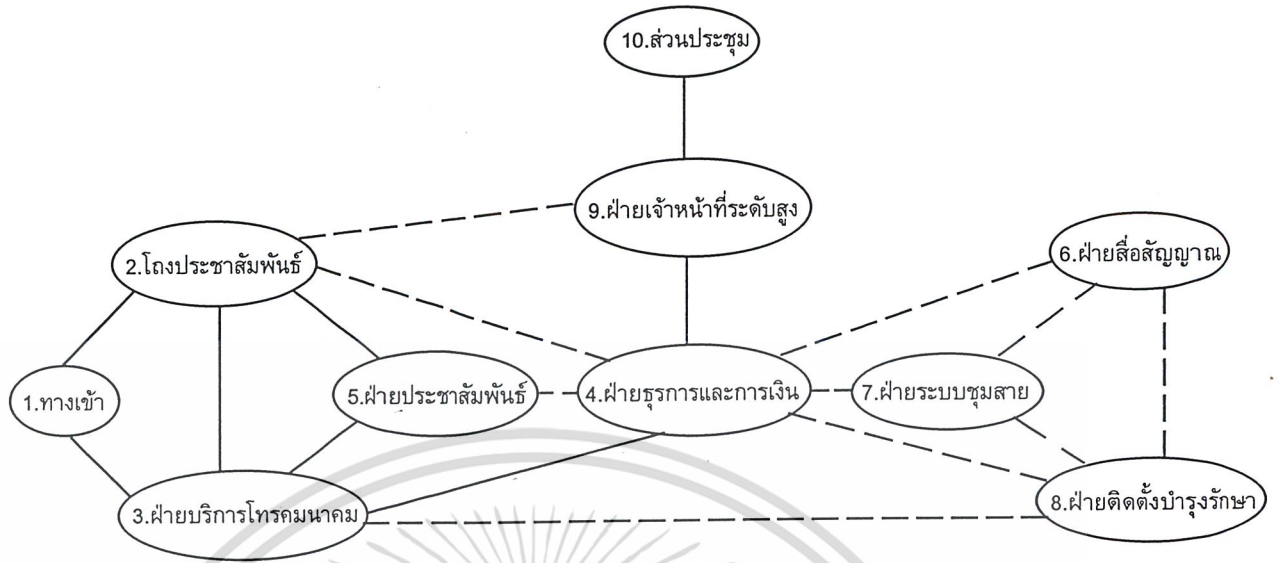 10.ส่วนประชุม
9.ฝ่ายเจ้าหน้าที่ระดับสูง
2.โถงประชาสัมพันธ์
6.ฝ่ายสื่อสัญญาณ
1.ทางเข้า
5.ฝ่ายประชาสัมพันธ์
4.ฝ่ายธุรการและการเงิน
7.ฝ่ายระบบชุมสาย
3.ฝ่ายบริการโทรคมนาคม
8.ฝ่ายติดตั้งบำรุงรักษา